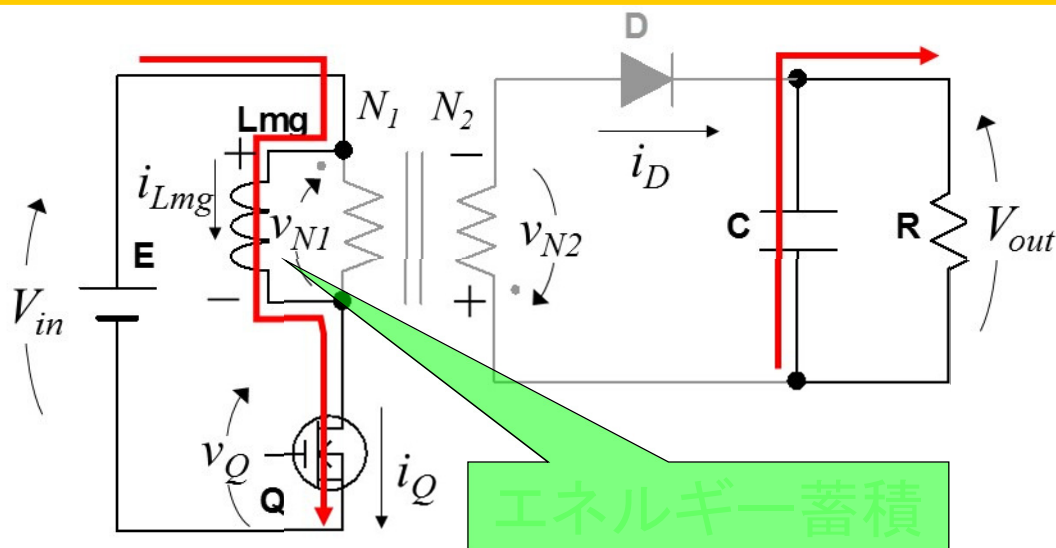 D
Lmg
N1
N2
+
−
iLmg
vN1
iD
E
vN2
C
R
Vout
−
+
Vin
vQ
Q
iQ
エネルギー蓄積